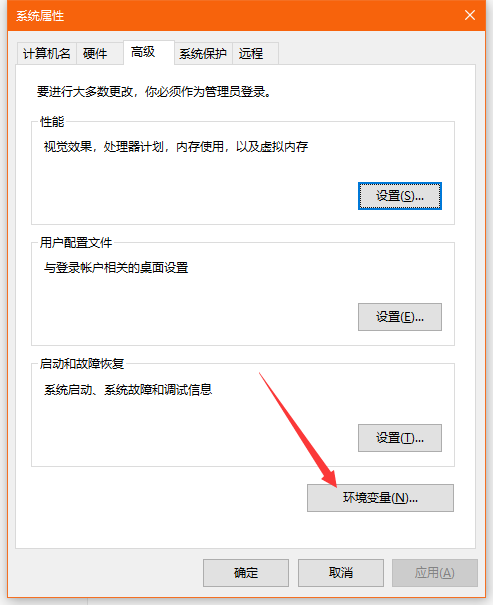 系统属性
计算机名 硬件 高级 系统保护 远程
要进行大多数更改，你必须作为管理员登录。
性能
视觉效果，处理器计划，内存使用，以及虚拟内存
设置(S)...
用户配置文件
与登录帐户相关的桌面设置
设置(E)...
启动和故障恢复
系统启动、系统故障和调试信息
设置(T)...
环境变量(N)...
确定 取消 应用(A)